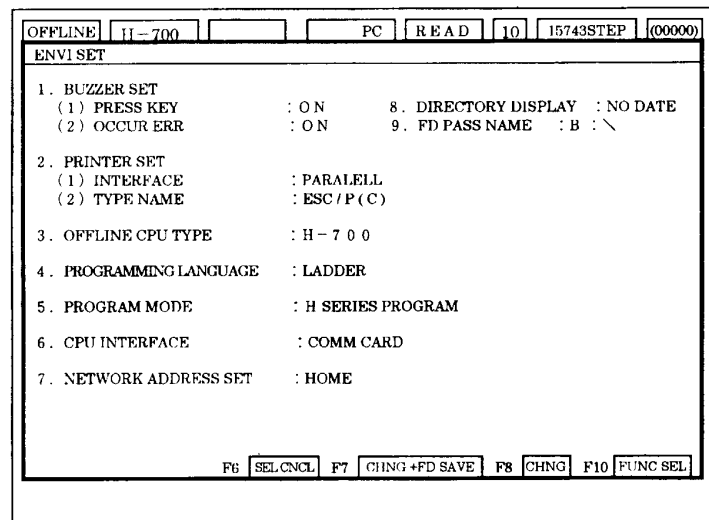 OFFLINE H-700 PC READ 10 15743STEP (00000)
ENVI SET
1. BUZZER SET
(1) PRESS KEY : ON 8. DIRECTORY DISPLAY : NO DATE
(2) OCCUR ERR : ON 9. FD PASS NAME : B : \
2. PRINTER SET
(1) INTERFACE : PARALELL
(2) TYPE NAME : ESC/P(C)
3. OFFLINE CPU TYPE : H-700
4. PROGRAMMING LANGUAGE : LADDER
5. PROGRAM MODE : H SERIES PROGRAM
6. CPU INTERFACE : COMM CARD
7. NETWORK ADDRESS SET : HOME
F6 SEL CNCL F7 CHNG +FD SAVE F8 CHNG F10 FUNC SEL